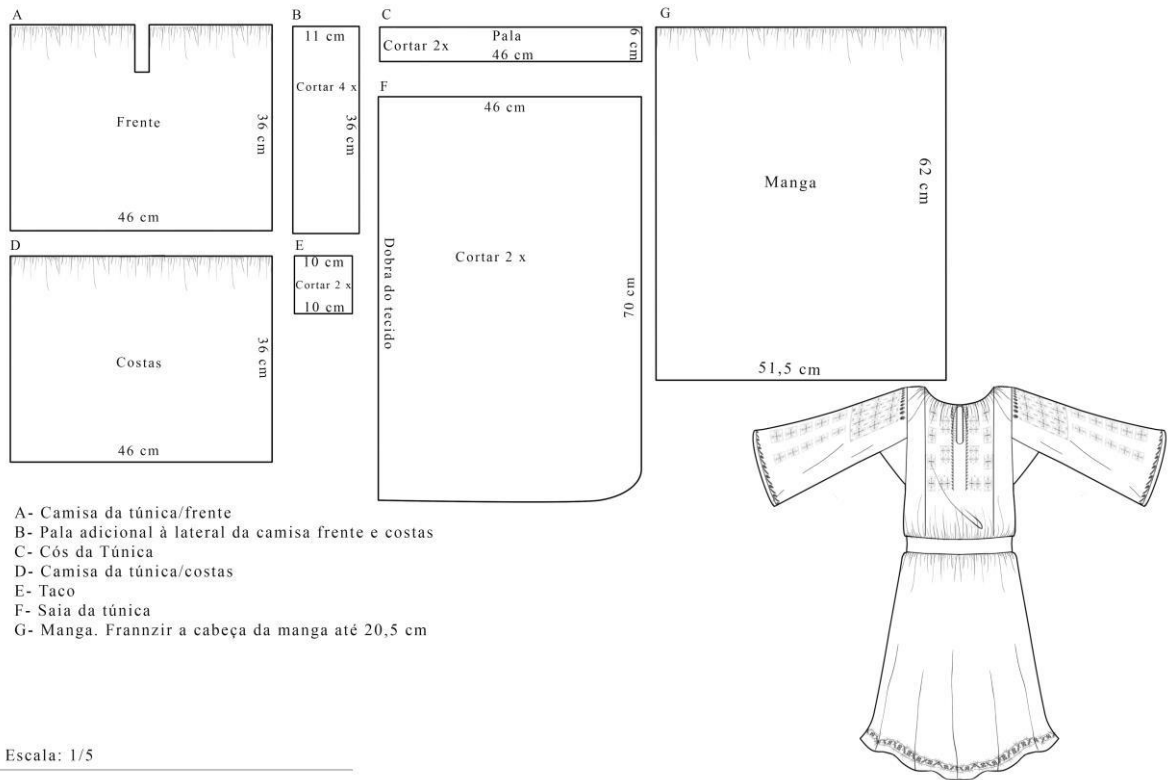 A
Frente
36 cm
46 cm
B
11 cm
Cortar 4 x
36 cm
C
Cortar 2x
Pala
46 cm
6 cm
D
Costas
36 cm
46 cm
E
10 cm
Cortar 2 x
10 cm
F
46 cm
Dobra do tecido
Cortar 2 x
70 cm
G
Manga
62 cm
51,5 cm
A- Camisa da túnica/frente
B- Pala adicional à lateral da camisa frente e costas
C- Cós da Túnica
D- Camisa da túnica/costas
E- Taco
F- Saia da túnica
G- Manga. Frannzir a cabeça da manga até 20,5 cm
Escala: 1/5